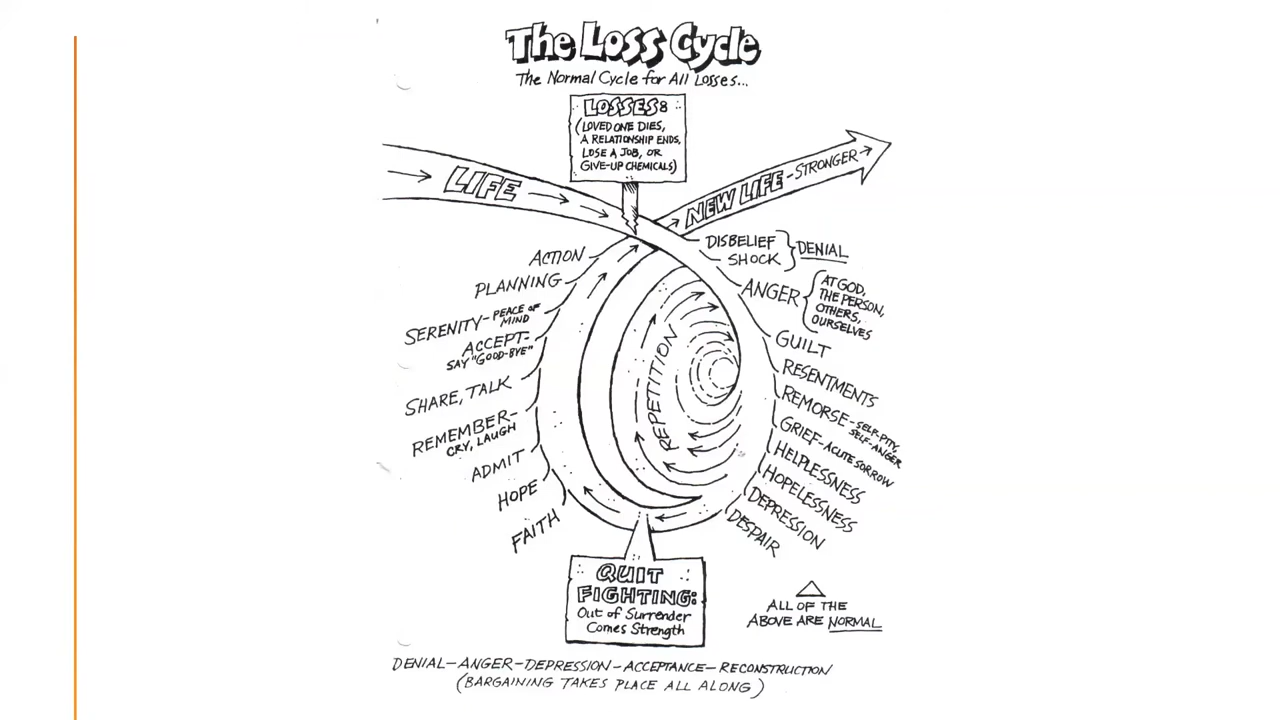 The Loss Cycle
The Normal Cycle for All Losses...
LOSSES:
(LOVED ONE DIES,
A RELATIONSHIP ENDS,
LOSE A JOB, OR
GIVE-UP CHEMICALS)
LIFE
NEW LIFE - STRONGER
DISBELIEF
SHOCK
DENIAL
ANGER
AT GOD,
THE PERSON,
OTHERS,
OURSELVES
GUILT
RESENTMENTS
REMORSE - SELF-PITY,
SELF-ANGER
GRIEF - ACUTE SORROW
HELPLESSNESS
HOPELESSNESS
DEPRESSION
DESPAIR
REPETITION
ACTION
PLANNING
SERENITY - PEACE OF
MIND
ACCEPT -
SAY "GOOD-BYE"
SHARE, TALK
REMEMBER -
CRY, LAUGH
ADMIT
HOPE
FAITH
QUIT
FIGHTING:
Out of Surrender
Comes Strength
ALL OF THE
ABOVE ARE NORMAL
DENIAL - ANGER - DEPRESSION - ACCEPTANCE - RECONSTRUCTION
(BARGAINING TAKES PLACE ALL ALONG)